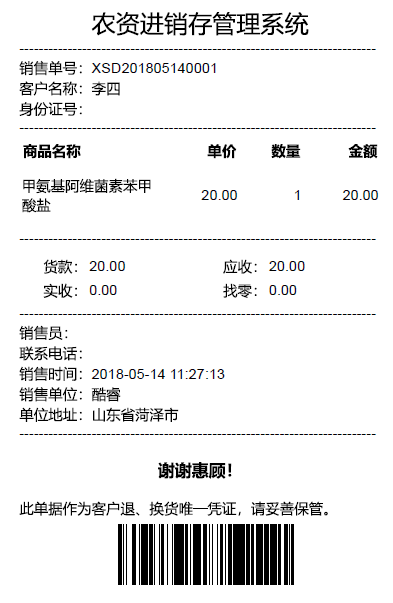 农资进销存管理系统
销售单号：XSD201805140001
客户名称：李四
身份证号：
商品名称 单价 数量 金额
甲氨基阿维菌素苯甲 20.00 1 20.00
酸盐
货款：20.00 应收：20.00
实收：0.00 找零：0.00
销售员：
联系电话：
销售时间：2018-05-14 11:27:13
销售单位：酷睿
单位地址：山东省菏泽市
谢谢惠顾！
此单据作为客户退、换货唯一凭证，请妥善保管。